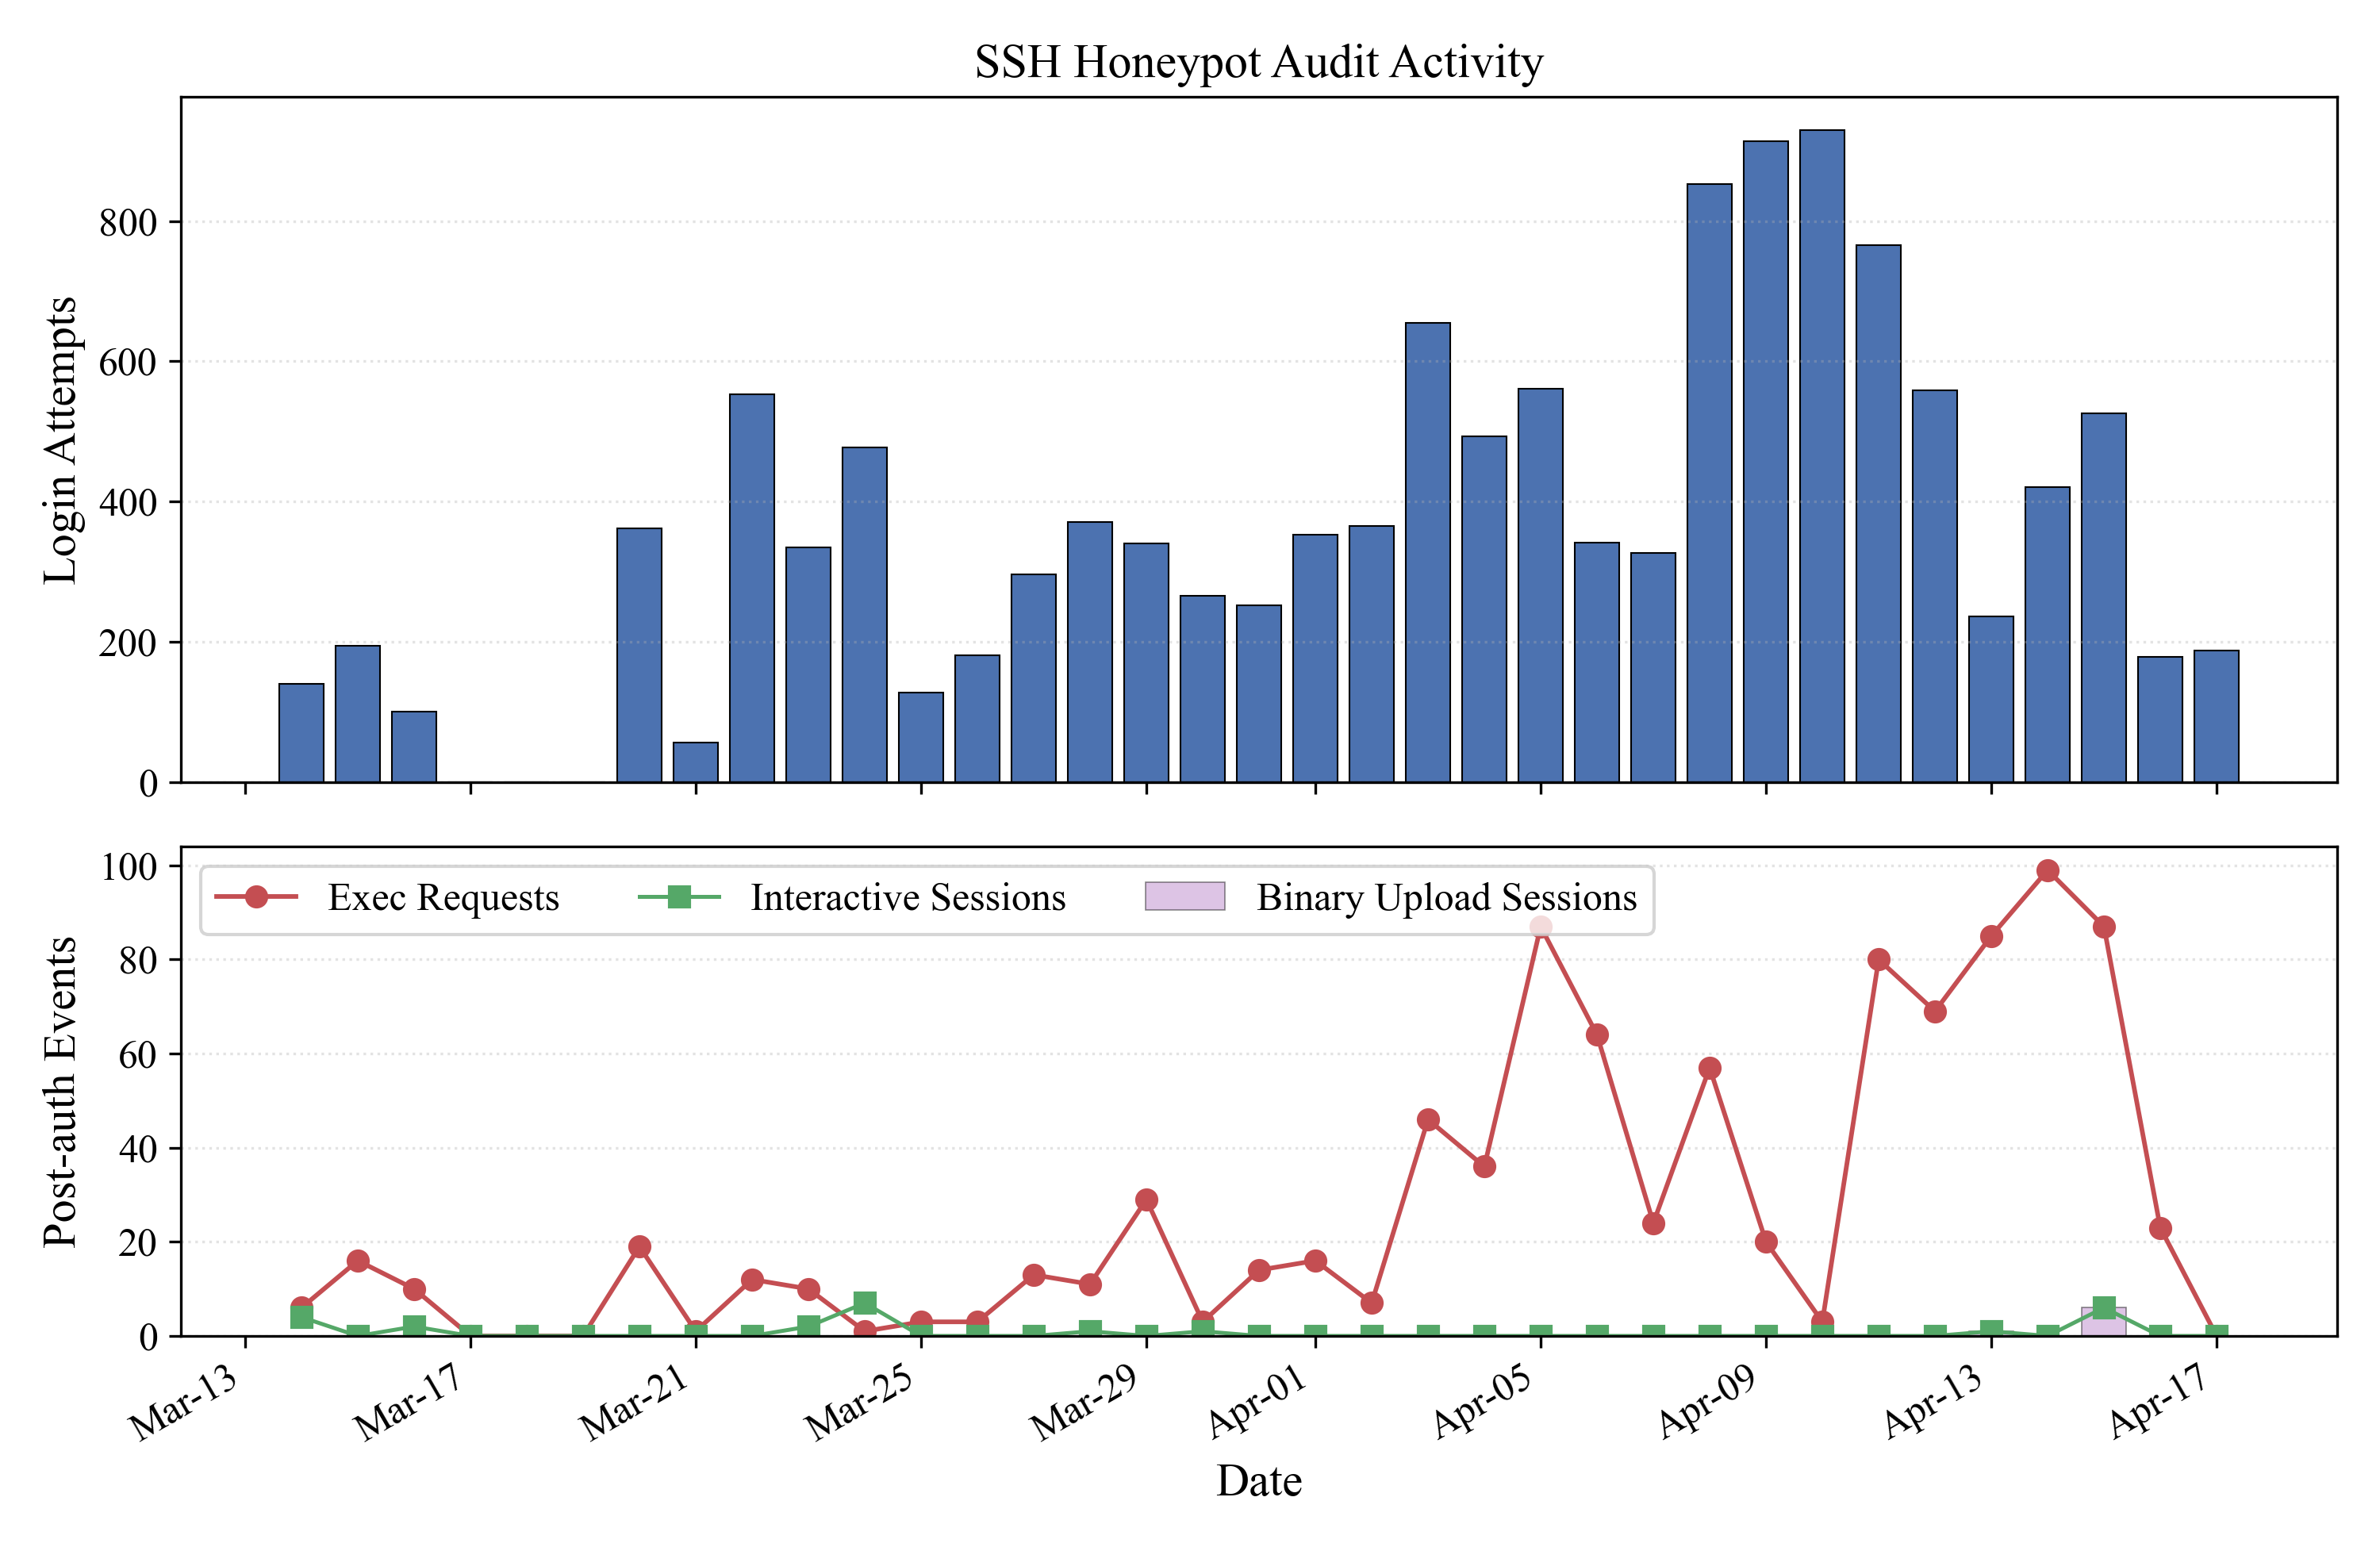 SSH Honeypot Audit Activity
Login Attempts
800
600
400
200
0
Post-auth Events
100
80
60
40
20
0
Exec Requests Interactive Sessions Binary Upload Sessions
Mar-13 Mar-17 Mar-21 Mar-25 Mar-29 Apr-01 Apr-05 Apr-09 Apr-13 Apr-17
Date